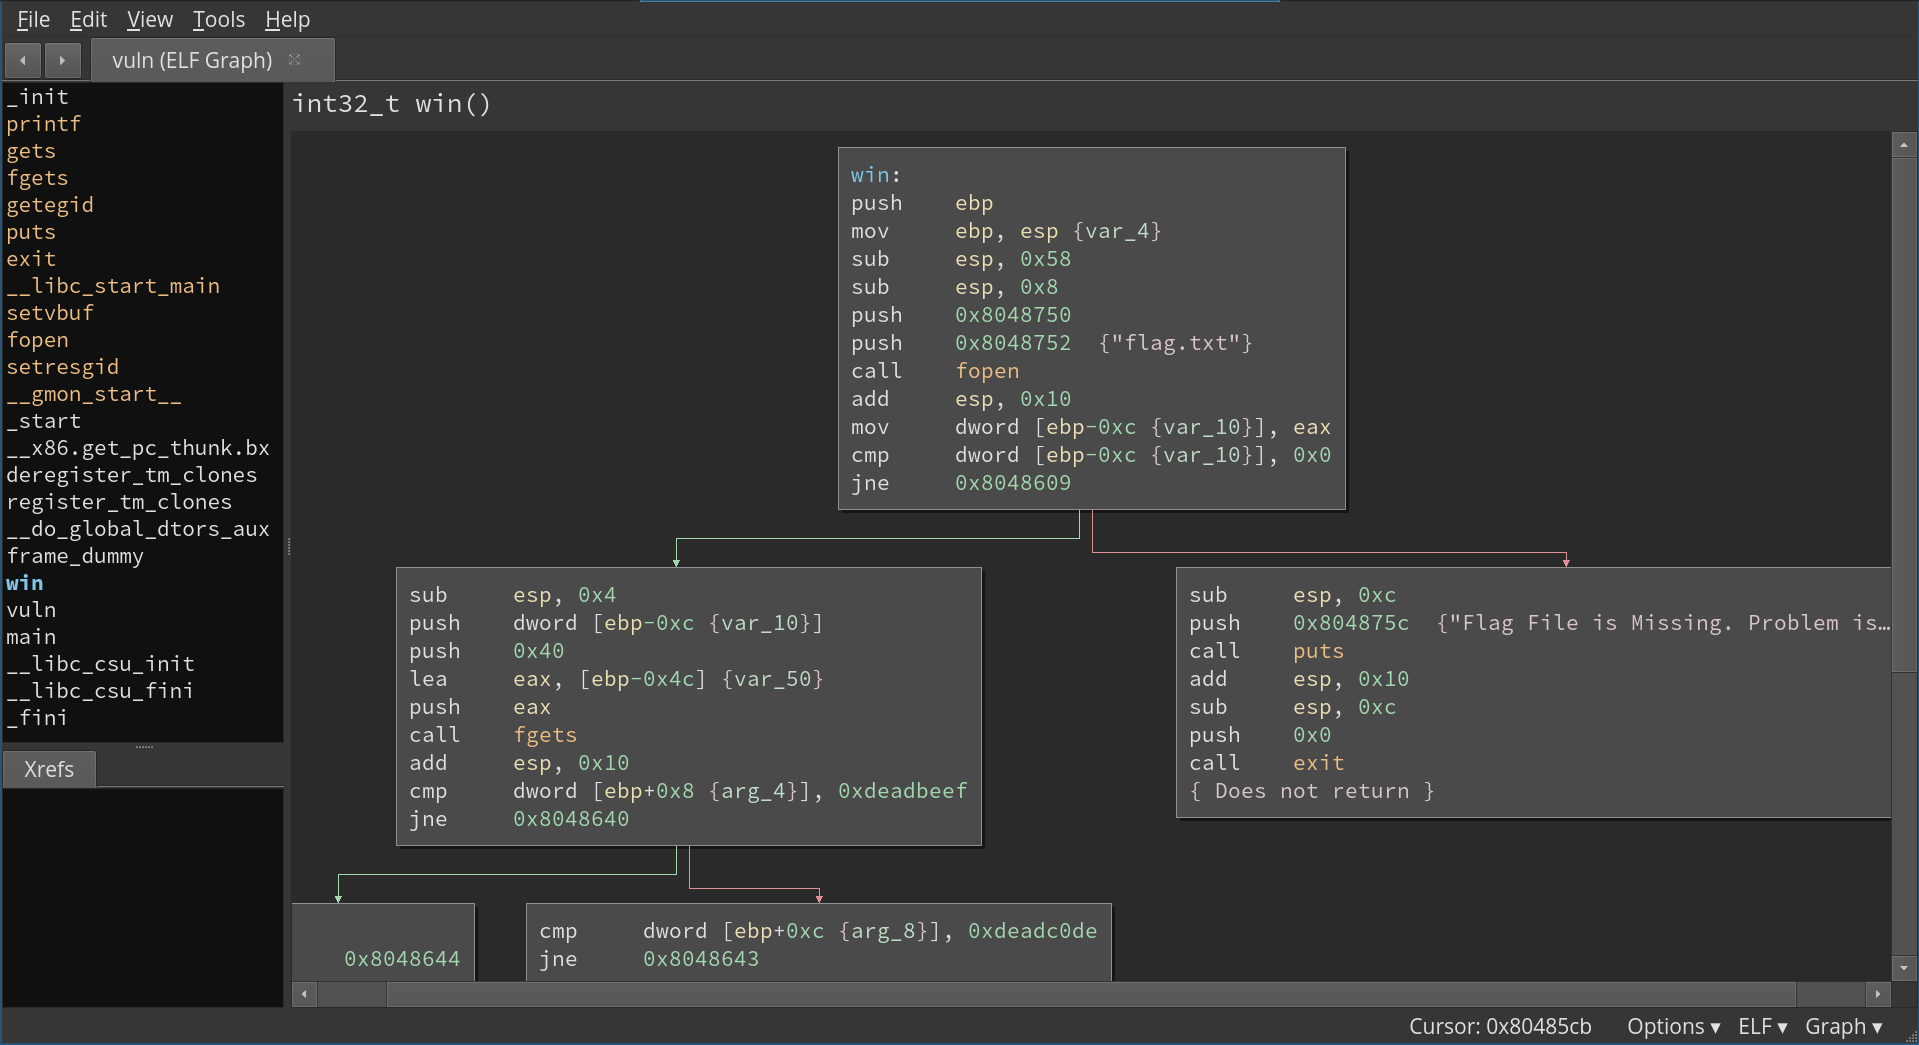 File Edit View Tools Help
vuln (ELF Graph)
_init
printf
gets
fgets
getegid
puts
exit
__libc_start_main
setvbuf
fopen
setresgid
__gmon_start__
_start
__x86.get_pc_thunk.bx
deregister_tm_clones
register_tm_clones
__do_global_dtors_aux
frame_dummy
win
vuln
main
__libc_csu_init
__libc_csu_fini
_fini
Xrefs
int32_t win()
win:
push ebp
mov ebp, esp {var_4}
sub esp, 0x58
sub esp, 0x8
push 0x8048750
push 0x8048752 {"flag.txt"}
call fopen
add esp, 0x10
mov dword [ebp-0xc {var_10}], eax
cmp dword [ebp-0xc {var_10}], 0x0
jne 0x8048609
sub esp, 0x4
push dword [ebp-0xc {var_10}]
push 0x40
lea eax, [ebp-0x4c] {var_50}
push eax
call fgets
add esp, 0x10
cmp dword [ebp+0x8 {arg_4}], 0xdeadbeef
jne 0x8048640
sub esp, 0xc
push 0x804875c {"Flag File is Missing. Problem is…
call puts
add esp, 0x10
sub esp, 0xc
push 0x0
call exit
{ Does not return }
0x8048644
cmp dword [ebp+0xc {arg_8}], 0xdeadc0de
jne 0x8048643
Cursor: 0x80485cb Options ▾ ELF ▾ Graph ▾